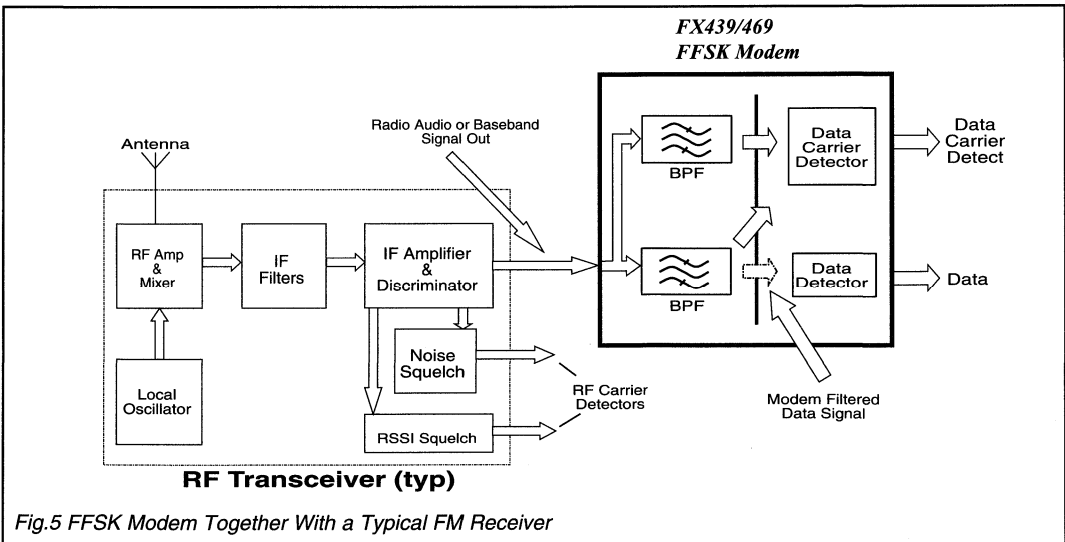 FX439/469
FFSK Modem
Radio Audio or Baseband
Signal Out
Antenna
RF Amp
&
Mixer
IF
Filters
IF Amplifier
&
Discriminator
Local
Oscillator
Noise
Squelch
RSSI Squelch
RF Carrier
Detectors
BPF
BPF
Data
Carrier
Detector
Data
Detector
Data
Carrier
Detect
Data
Modem Filtered
Data Signal
RF Transceiver (typ)
Fig.5 FFSK Modem Together With a Typical FM Receiver